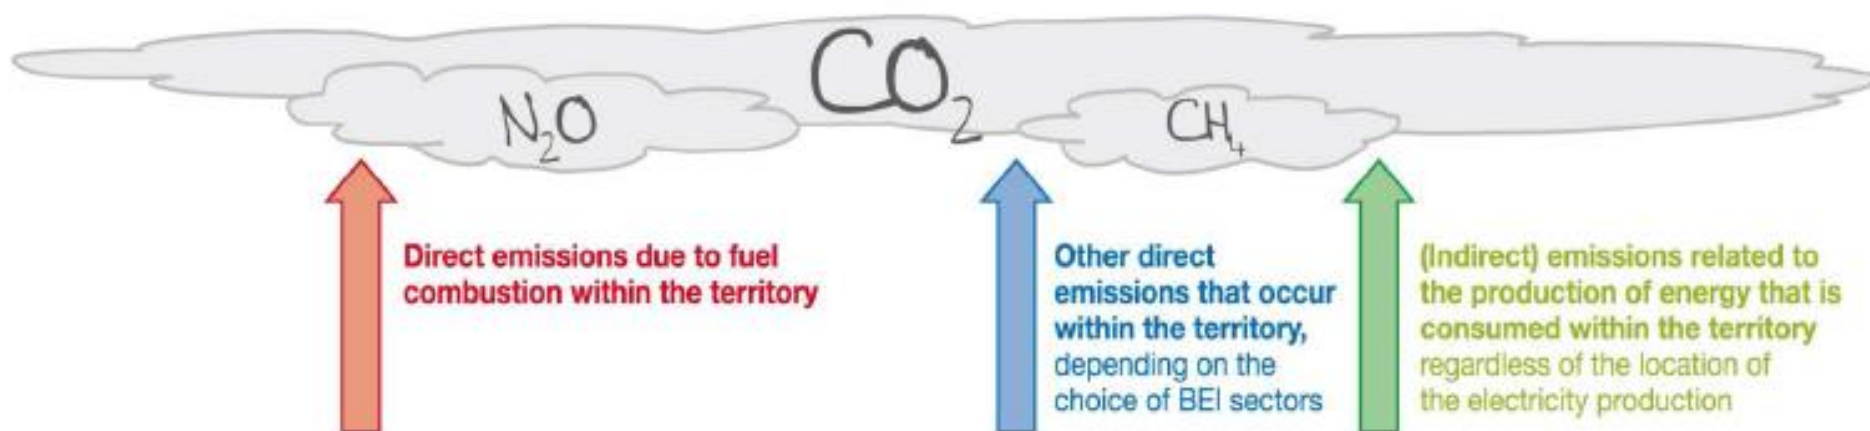 CO₂
N₂O
CH₄
Direct emissions due to fuel
combustion within the territory
Other direct
emissions that occur
within the territory,
depending on the
choice of BEI sectors
(Indirect) emissions related to
the production of energy that is
consumed within the territory
regardless of the location of
the electricity production